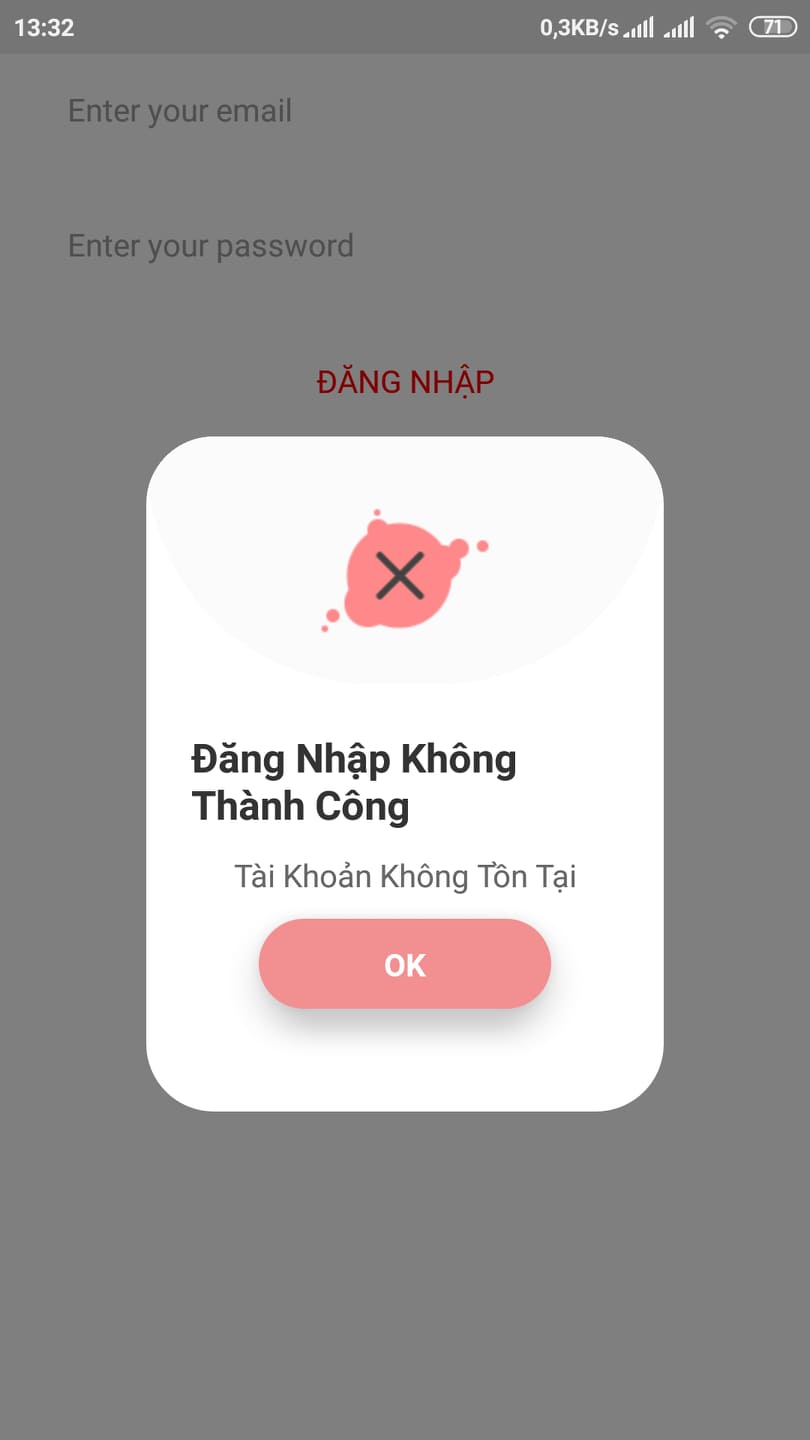 13:32
0,3KB/s
71
Enter your email
Enter your password
ĐĂNG NHẬP
Đăng Nhập Không
Thành Công
Tài Khoản Không Tồn Tại
OK